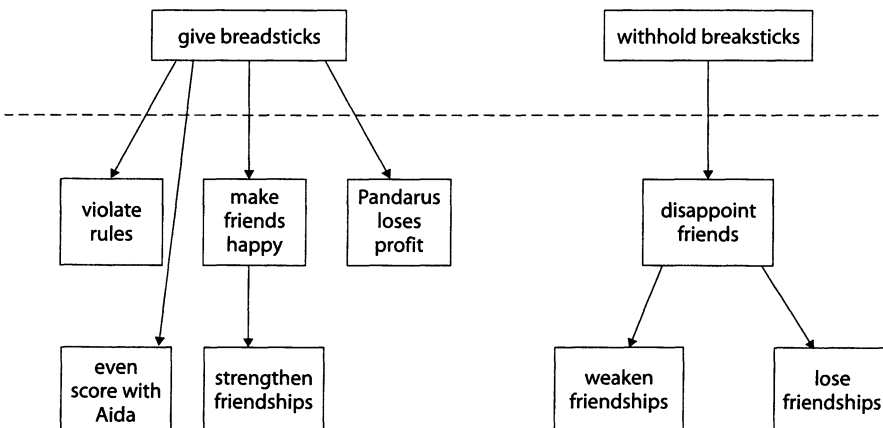 give breadsticks
withhold breaksticks
violate
rules
make
friends
happy
Pandarus
loses
profit
disappoint
friends
even
score with
Aida
strengthen
friendships
weaken
friendships
lose
friendships